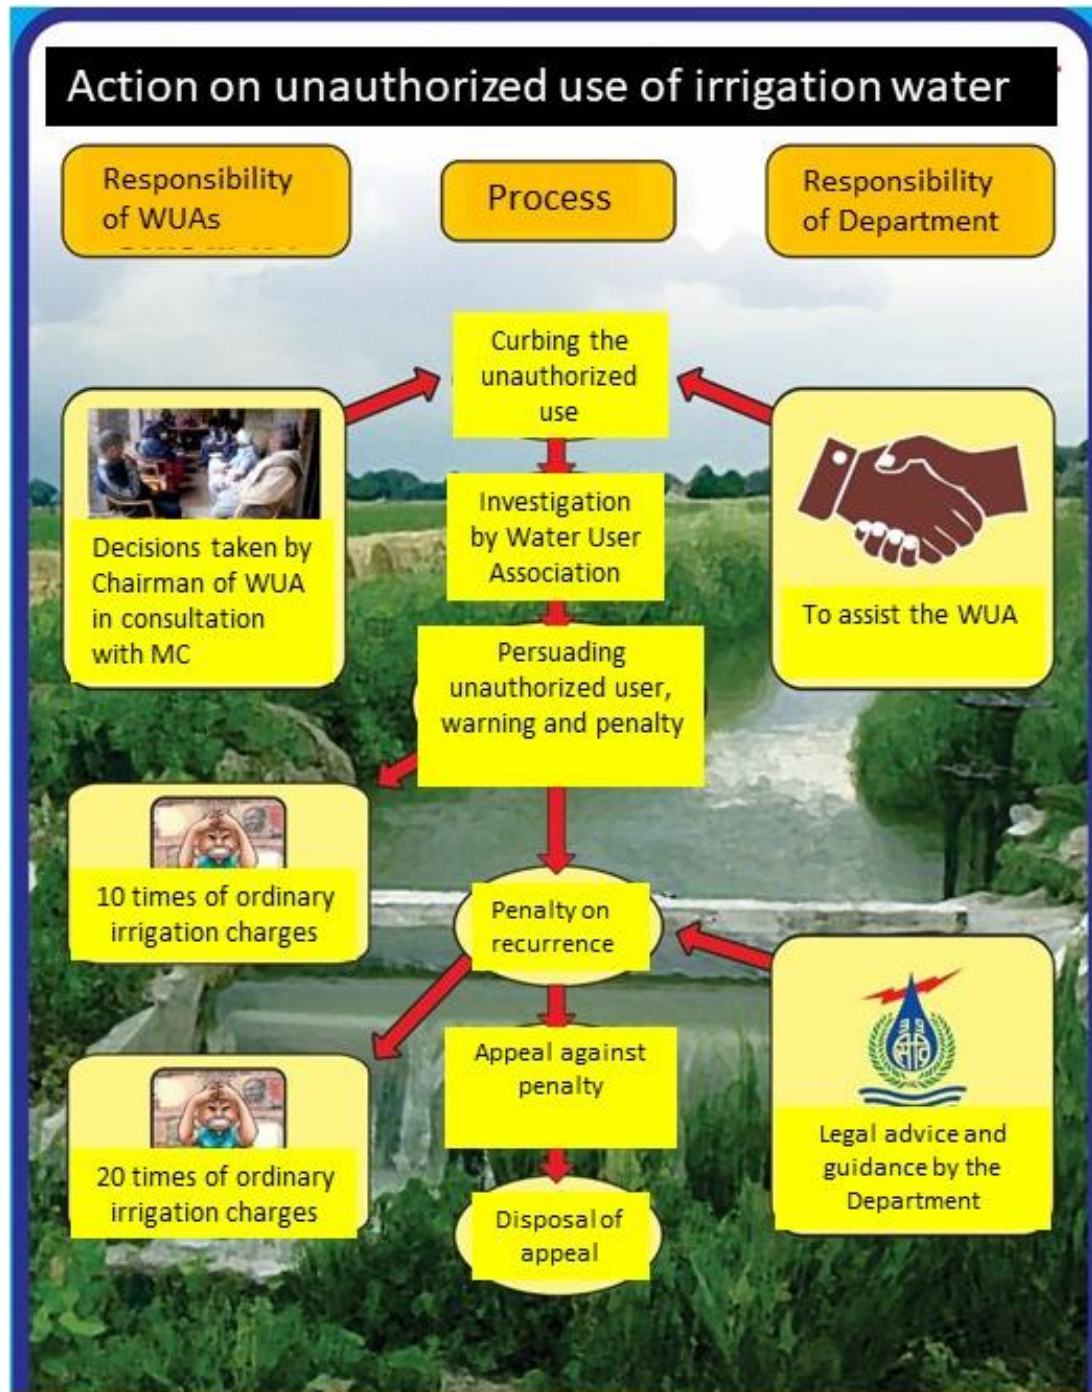 Action on unauthorized use of irrigation water
Responsibility
of WUAs
Process
Responsibility
of Department
Curbing the
unauthorized
use
Decisions taken by
Chairman of WUA
in consultation
with MC
Investigation
by Water User
Association
To assist the WUA
Persuading
unauthorized user,
warning and penalty
10 times of ordinary
irrigation charges
Penalty on
recurrence
20 times of ordinary
irrigation charges
Appeal against
penalty
Legal advice and
guidance by the
Department
Disposal of
appeal